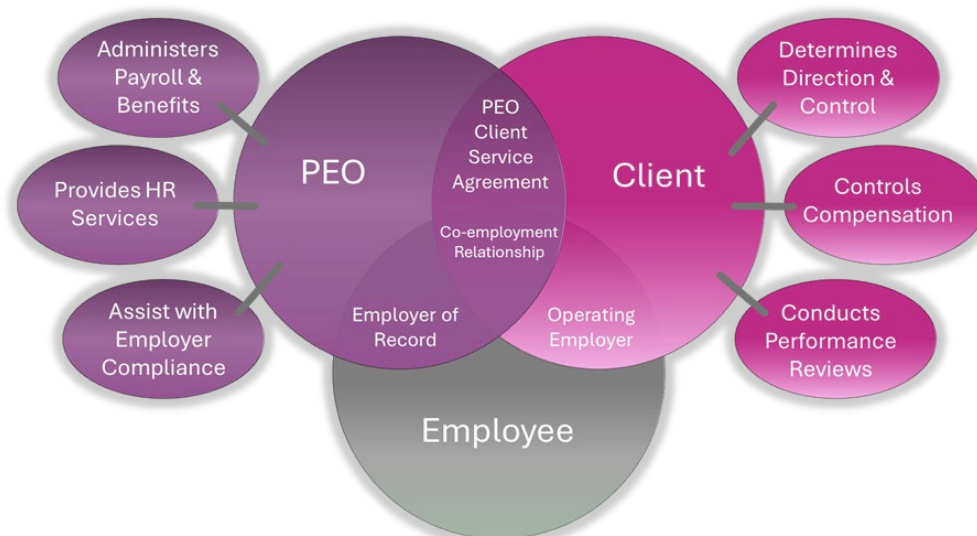 Administers
Payroll &
Benefits
Provides HR
Services
Assist with
Employer
Compliance
PEO
PEO
Client
Service
Agreement
Co-employment
Relationship
Client
Employer of
Record
Operating
Employer
Employee
Determines
Direction &
Control
Controls
Compensation
Conducts
Performance
Reviews